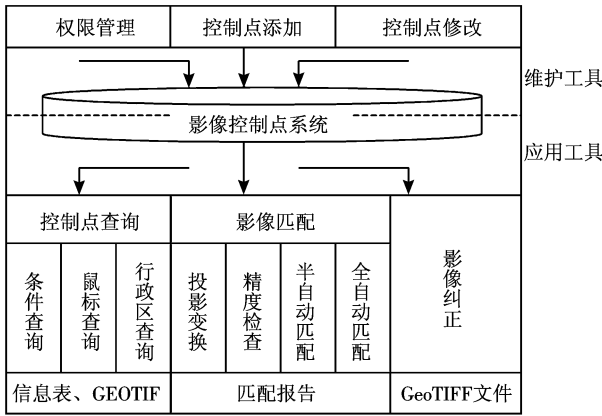 权限管理
控制点添加
控制点修改
维护工具
影像控制点系统
应用工具
控制点查询
影像匹配
影像纠正
条件查询
鼠标查询
行政区查询
投影变换
精度检查
半自动匹配
全自动匹配
信息表、GEOTIF
匹配报告
GeoTIFF文件